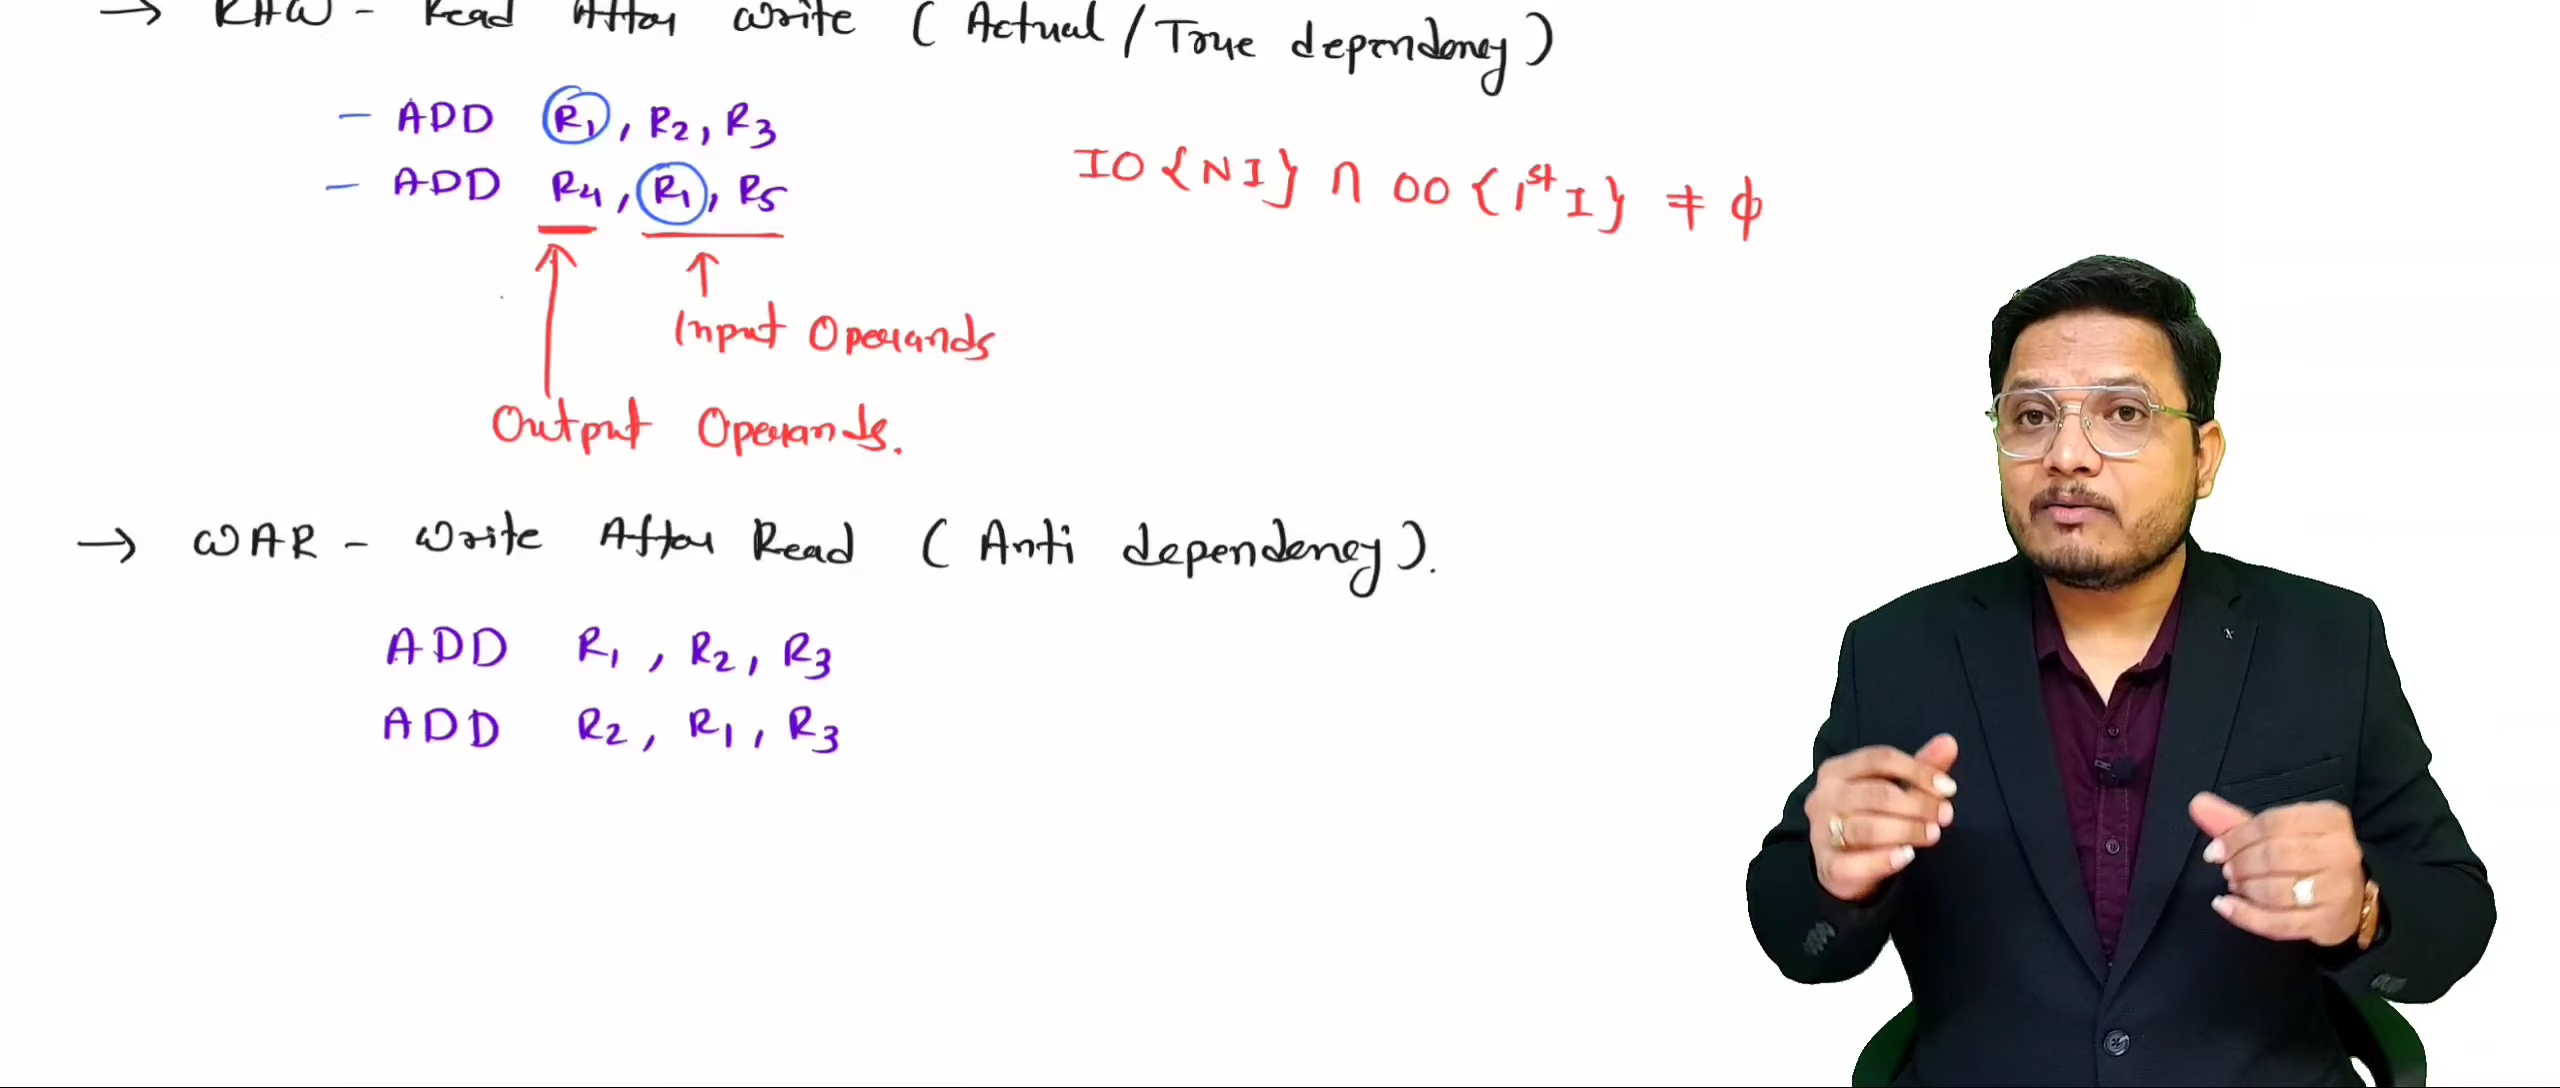 → RAW - Read After Write ( Actual / True dependency )
- ADD R1 , R2 , R3
- ADD R4 , R1 , R5
IO {NI} ∩ OO {1st I} ≠ ϕ
Input Operands
Output Operands.
→ WAR - Write After Read ( Anti dependency ).
ADD R1 , R2 , R3
ADD R2 , R1 , R3